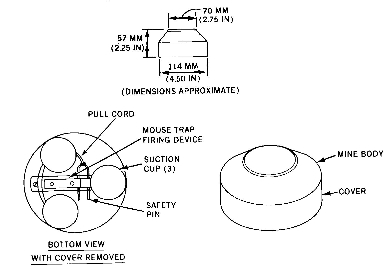 70 MM
(2.75 IN)
57 MM
(2.25 IN)
114 MM
(4.50 IN)
(DIMENSIONS APPROXIMATE)
PULL CORD
MOUSE TRAP
FIRING DEVICE
SUCTION
CUP (3)
SAFETY
PIN
MINE BODY
COVER
BOTTOM VIEW
WITH COVER REMOVED